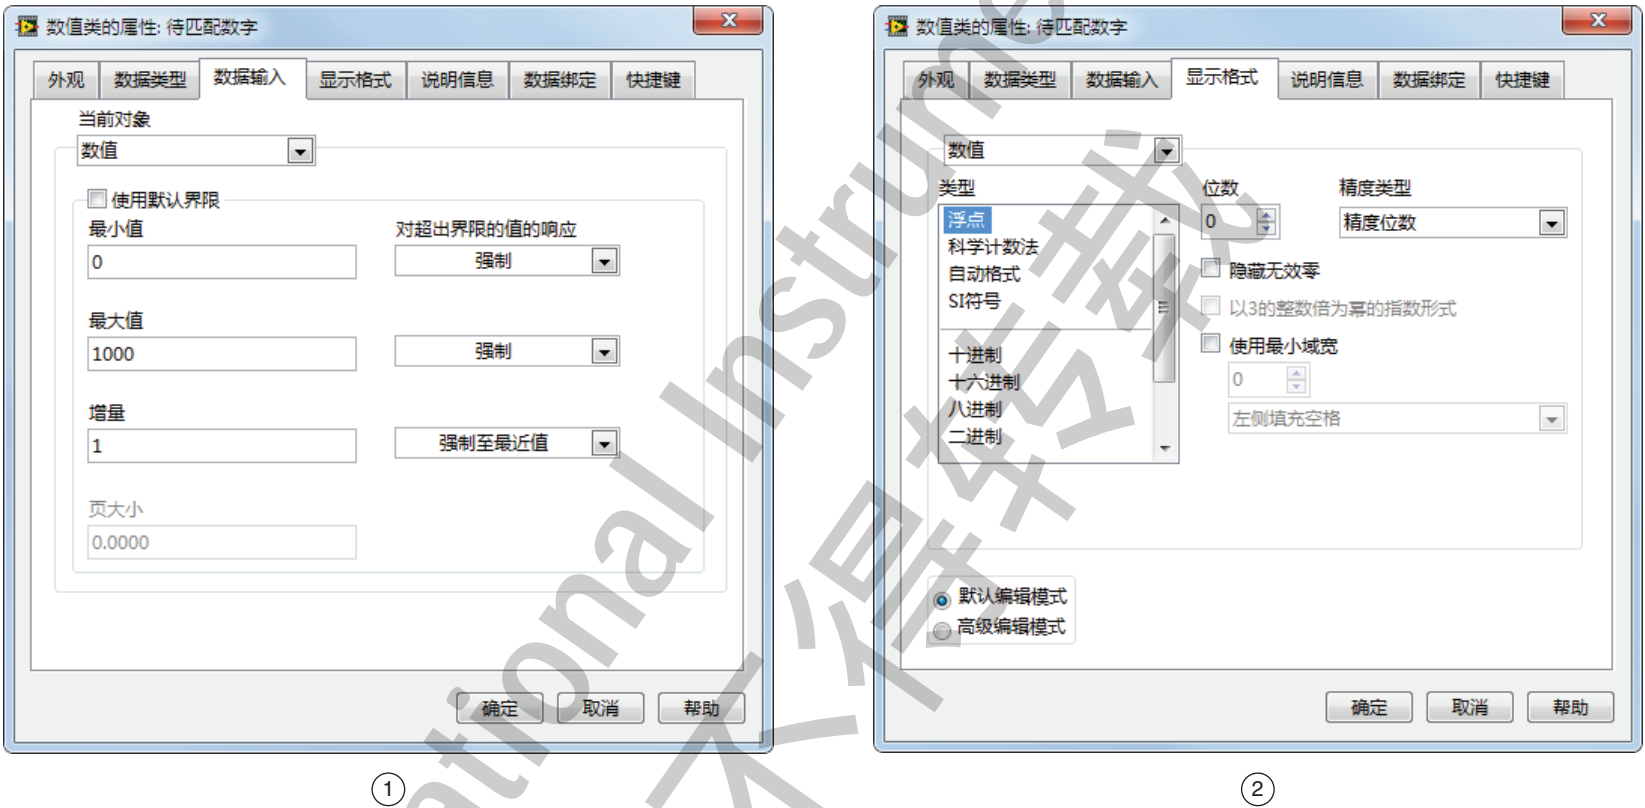 数值类的属性: 待匹配数字
外观 数据类型 数据输入 显示格式 说明信息 数据绑定 快捷键
当前对象
数值
使用默认界限
最小值 对超出界限的值的响应
0 强制
最大值
1000 强制
增量
1 强制至最近值
页大小
0.0000
确定 取消 帮助
①
数值类的属性: 待匹配数字
外观 数据类型 数据输入 显示格式 说明信息 数据绑定 快捷键
数值
类型 位数 精度类型
浮点 0 精度位数
科学计数法
自动格式
SI符号
十进制
十六进制
八进制
二进制
隐藏无效零
以3的整数倍为幂的指数形式
使用最小域宽
0
左侧填充空格
默认编辑模式
高级编辑模式
确定 取消 帮助
②
ational Instrume
不得转载